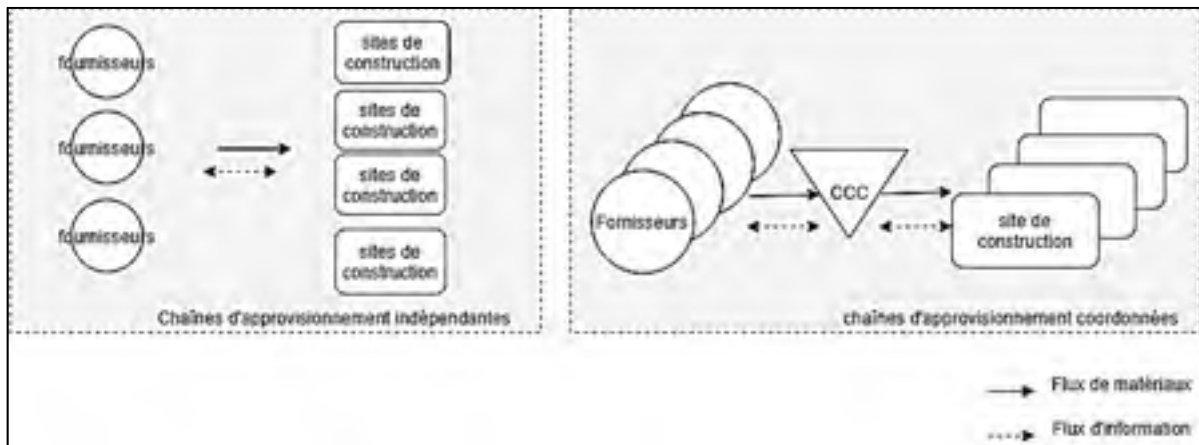 fournisseurs
fournisseurs
fournisseurs
sites de
construction
sites de
construction
sites de
construction
sites de
construction
Chaînes d'approvisionnement indépendantes
Fornisseurs
CCC
site de
construction
chaînes d'approvisionnement coordonnées
Flux de matériaux
Flux d'information